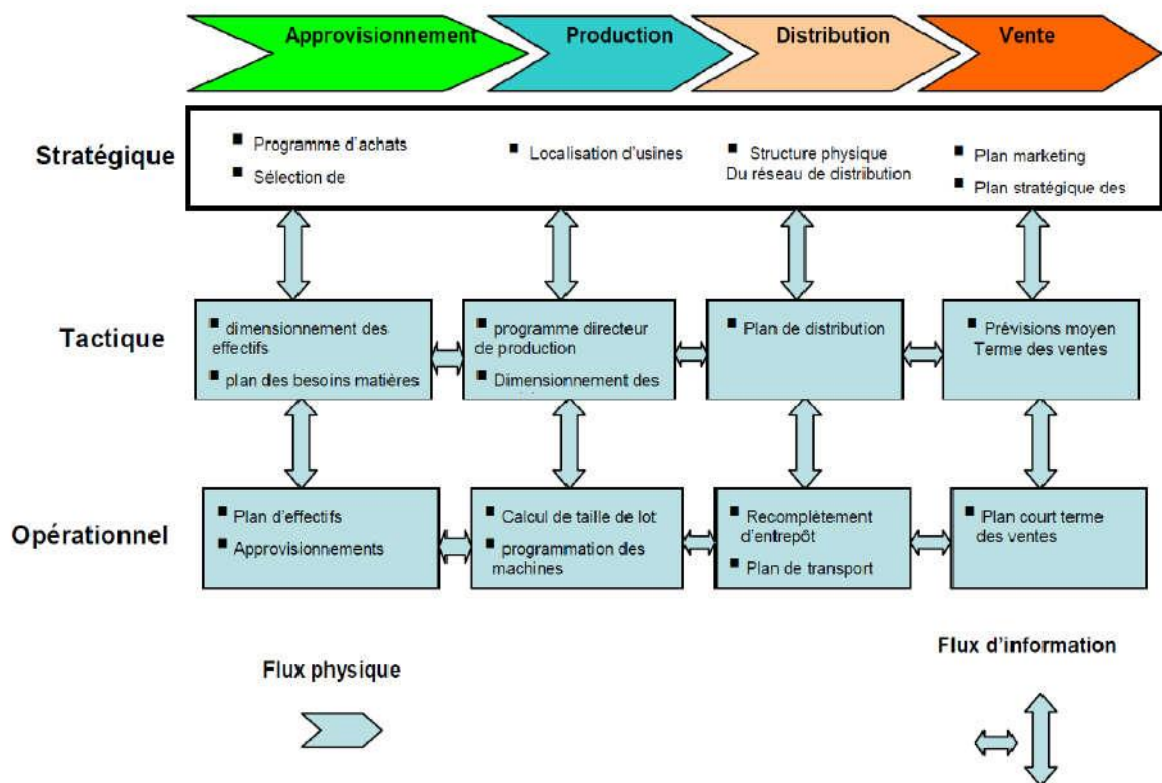 Approvisionnement
Production
Distribution
Vente
Stratégique
Programme d'achats
Sélection de
Localisation d'usines
Structure physique
Du réseau de distribution
Plan marketing
Plan stratégique des
Tactique
dimensionnement des
effectifs
plan des besoins matières
programme directeur
de production
Dimensionnement des
Plan de distribution
Prévisions moyen
Terme des ventes
Opérationnel
Plan d'effectifs
Approvisionnements
Calcul de taille de lot
programmation des
machines
Recomplètement
d'entrepôt
Plan de transport
Plan court terme
des ventes
Flux physique
Flux d'information